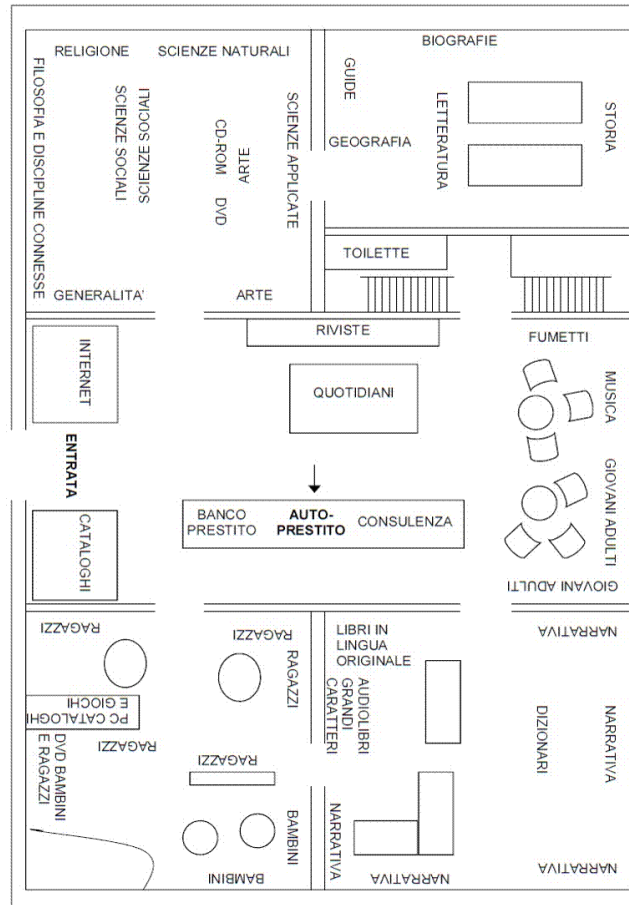 RELIGIONE
SCIENZE NATURALI
FILOSOFIA E DISCIPLINE CONNESSE
SCIENZE SOCIALI
SCIENZE SOCIALI
CD-ROM DVD
ARTE
SCIENZE APPLICATE
GENERALITA'
ARTE
BIOGRAFIE
GUIDE
GEOGRAFIA
LETTERATURA
STORIA
TOILETTE
RIVISTE
FUMETTI
INTERNET
QUOTIDIANI
MUSICA
ENTRATA
GIOVANI ADULTI
CATALOGHI
BANCO
PRESTITO
AUTO-
PRESTITO
CONSULENZA
GIOVANI ADULTI
RAGAZZI
RAGAZZI
RAGAZZI
LIBRI IN
LINGUA
ORIGINALE
NARRATIVA
AUDIOLIBRI
GRANDI
CARATTERI
PC CATALOGHI
E GIOCHI
DIZIONARI
NARRATIVA
DVD BAMBINI
E RAGAZZI
RAGAZZI
RAGAZZI
BAMBINI
NARRATIVA
BAMBINI
NARRATIVA
NARRATIVA